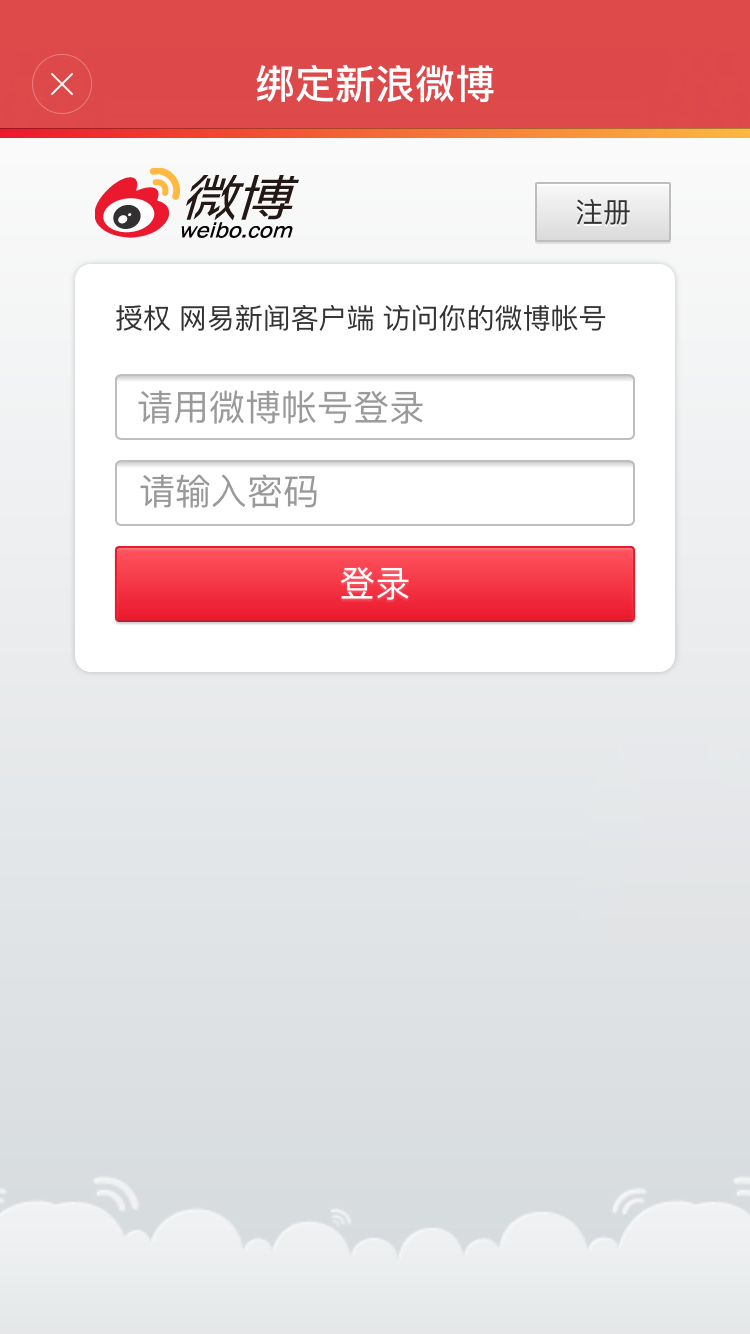 绑定新浪微博
微博
weibo.com
注册
授权 网易新闻客户端 访问你的微博帐号
请用微博帐号登录
请输入密码
登录